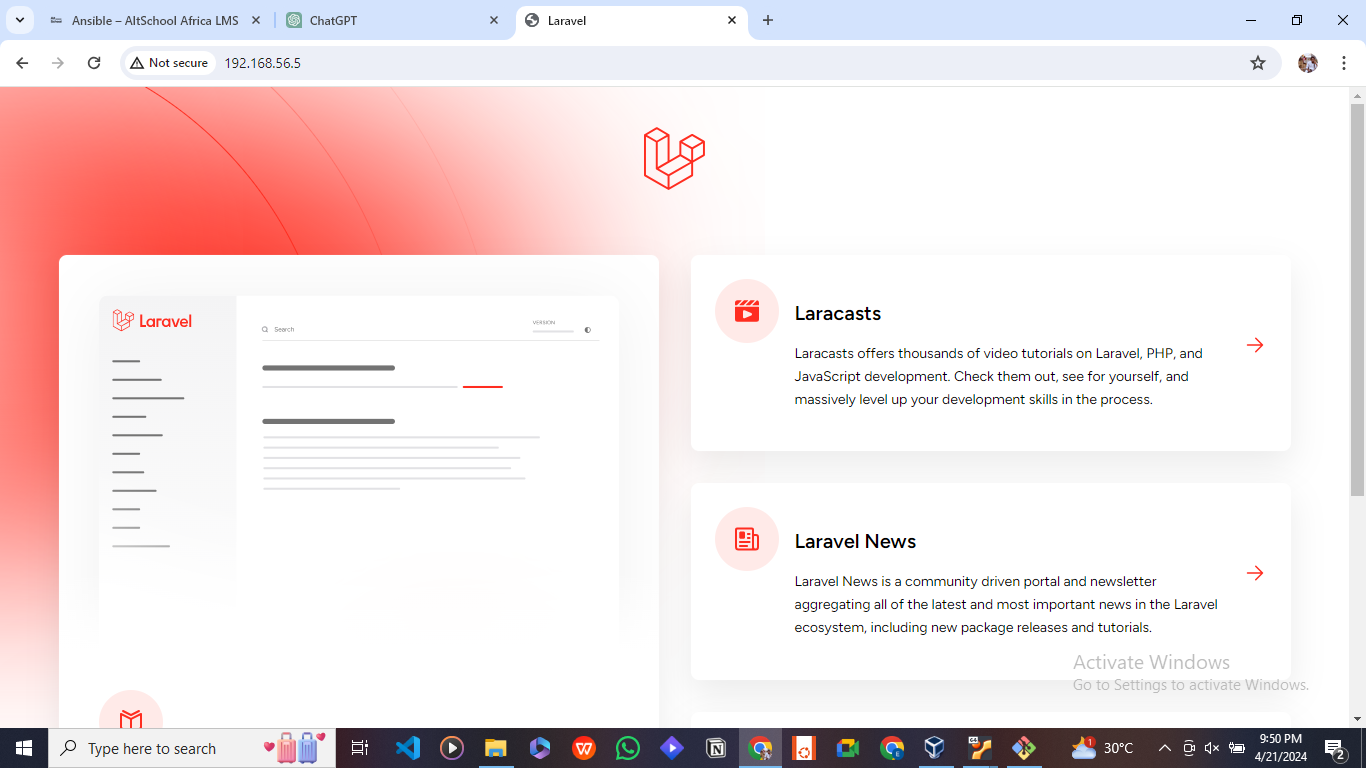 Ansible – AltSchool Africa LMS
ChatGPT
Laravel
Not secure
192.168.56.5
Laravel
Search
VERSION
Laracasts
Laracasts offers thousands of video tutorials on Laravel, PHP, and
JavaScript development. Check them out, see for yourself, and
massively level up your development skills in the process.
Laravel News
Laravel News is a community driven portal and newsletter
aggregating all of the latest and most important news in the Laravel
ecosystem, including new package releases and tutorials.
Activate Windows
Go to Settings to activate Windows.
Type here to search
1
30°C
9:50 PM
4/21/2024
2